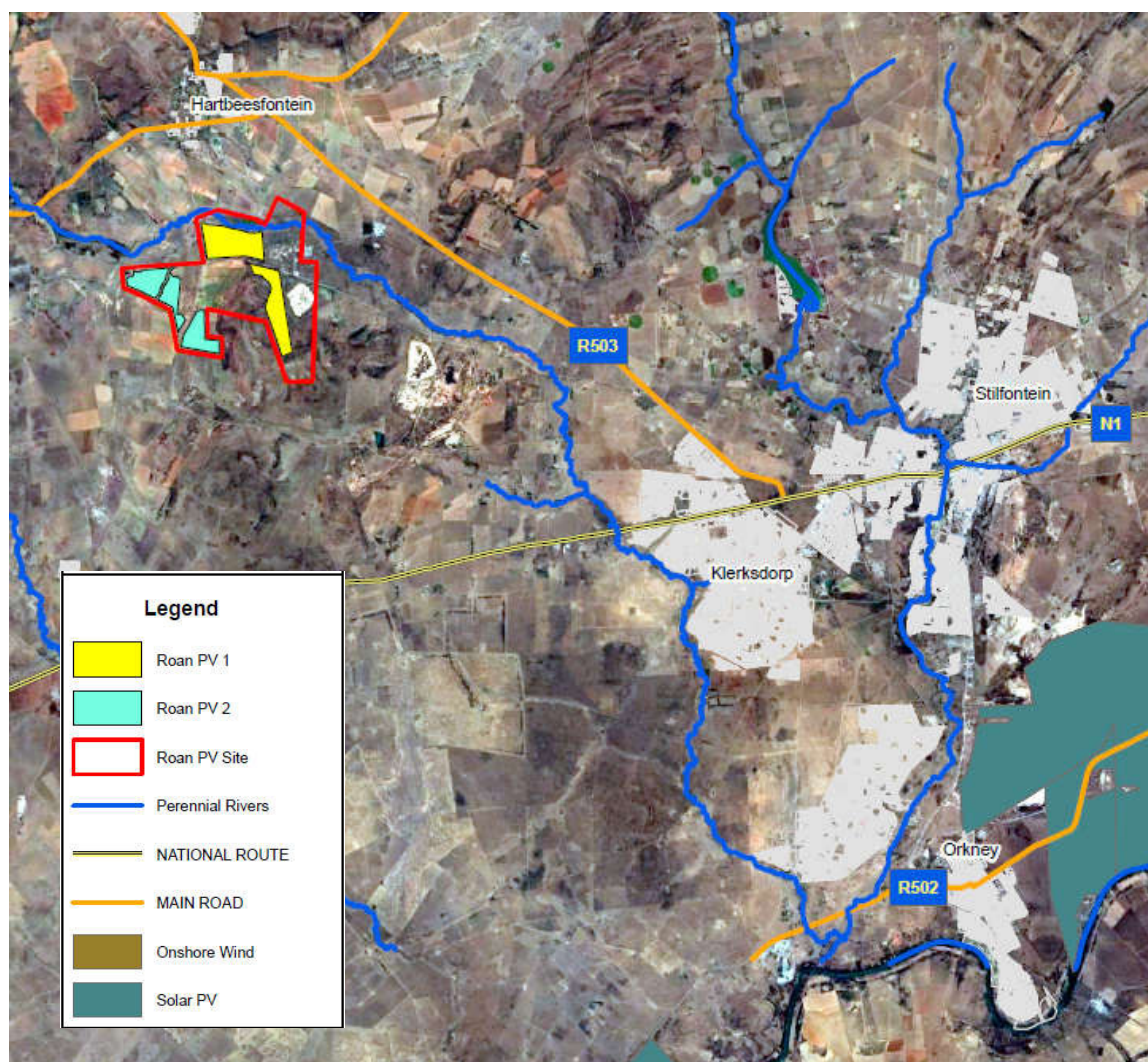 Hartbeesfontein
R503
Stilfontein
N1
Klerksdorp
Legend
Roan PV 1
Roan PV 2
Roan PV Site
Perennial Rivers
NATIONAL ROUTE
MAIN ROAD
Onshore Wind
Solar PV
Orkney
R502